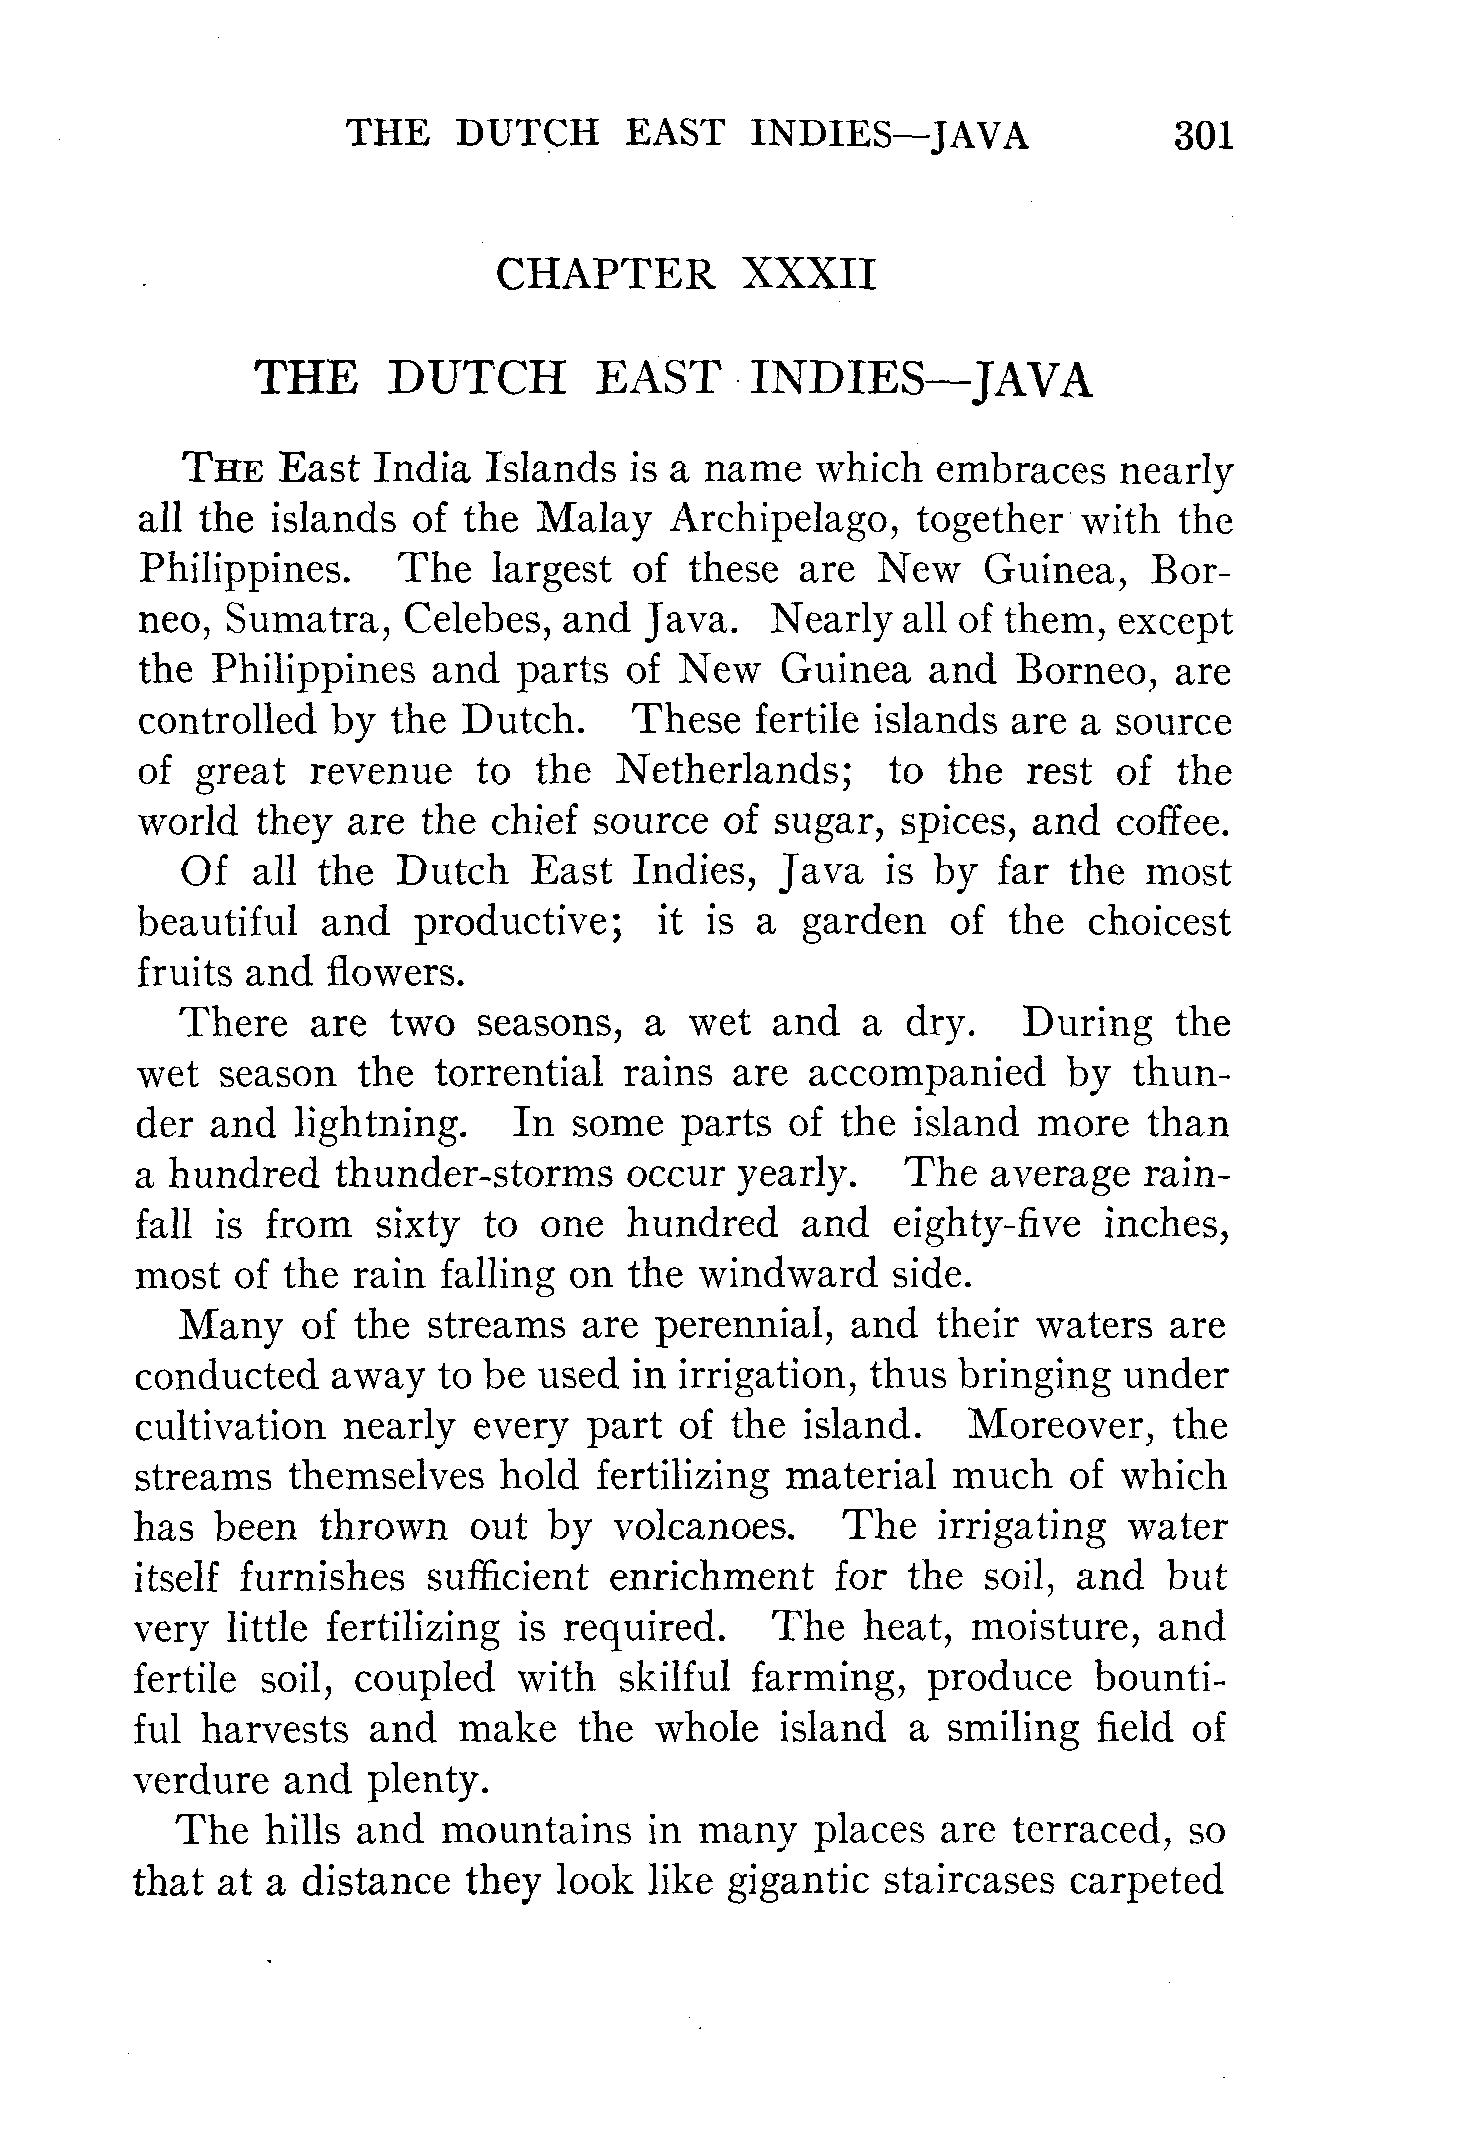 THE DUTCH EAST INDIES—JAVA 301
CHAPTER XXXII
THE DUTCH EAST INDIES—JAVA
THE East India Islands is a name which embraces nearly
all the islands of the Malay Archipelago, together with the
Philippines. The largest of these are New Guinea, Bor-
neo, Sumatra, Celebes, and Java. Nearly all of them, except
the Philippines and parts of New Guinea and Borneo, are
controlled by the Dutch. These fertile islands are a source
of great revenue to the Netherlands; to the rest of the
world they are the chief source of sugar, spices, and coffee.
Of all the Dutch East Indies, Java is by far the most
beautiful and productive; it is a garden of the choicest
fruits and flowers.
There are two seasons, a wet and a dry. During the
wet season the torrential rains are accompanied by thun-
der and lightning. In some parts of the island more than
a hundred thunder-storms occur yearly. The average rain-
fall is from sixty to one hundred and eighty-five inches,
most of the rain falling on the windward side.
Many of the streams are perennial, and their waters are
conducted away to be used in irrigation, thus bringing under
cultivation nearly every part of the island. Moreover, the
streams themselves hold fertilizing material much of which
has been thrown out by volcanoes. The irrigating water
itself furnishes sufficient enrichment for the soil, and but
very little fertilizing is required. The heat, moisture, and
fertile soil, coupled with skilful farming, produce bounti-
ful harvests and make the whole island a smiling field of
verdure and plenty.
The hills and mountains in many places are terraced, so
that at a distance they look like gigantic staircases carpeted